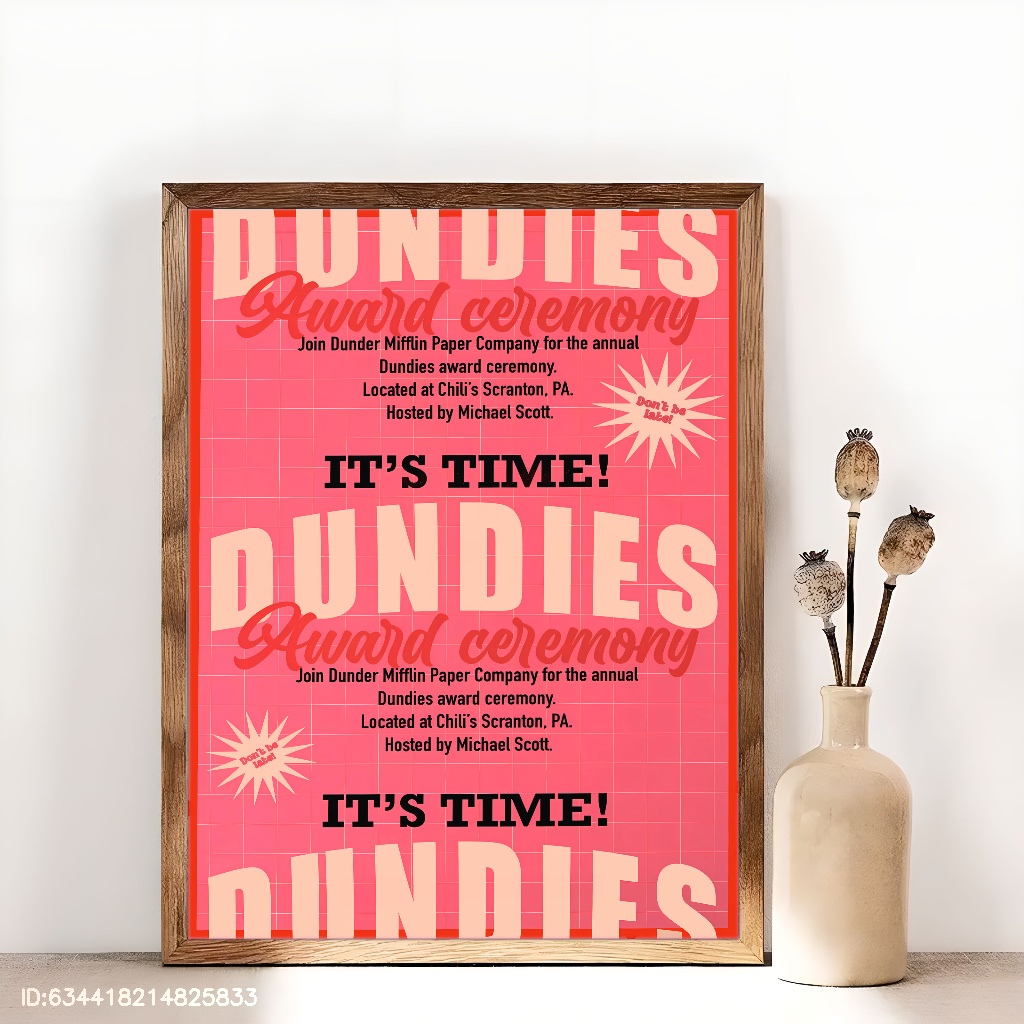 DUNDIES
Award ceremony
Join Dunder Mifflin Paper Company for the annual
Dundies award ceremony.
Located at Chili's Scranton, PA.
Hosted by Michael Scott.
Don't be
late!
IT'S TIME!
DUNDIES
Award ceremony
Join Dunder Mifflin Paper Company for the annual
Dundies award ceremony.
Located at Chili's Scranton, PA.
Hosted by Michael Scott.
Don't be
late!
IT'S TIME!
DUNDIES
ID:634418214825833